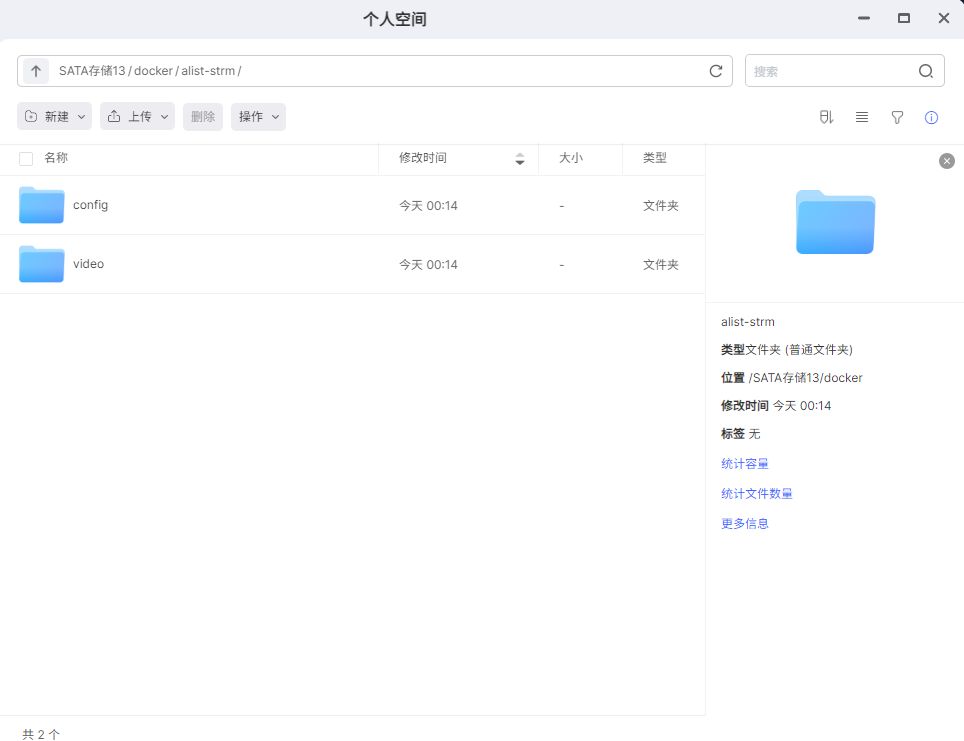 个人空间
SATA存储13 / docker / alist-strm /
搜索
新建 上传 删除 操作
名称 修改时间 大小 类型
config 今天 00:14 - 文件夹
video 今天 00:14 - 文件夹
alist-strm
类型文件夹 (普通文件夹)
位置 /SATA存储13/docker
修改时间 今天 00:14
标签 无
统计容量
统计文件数量
更多信息
共 2 个